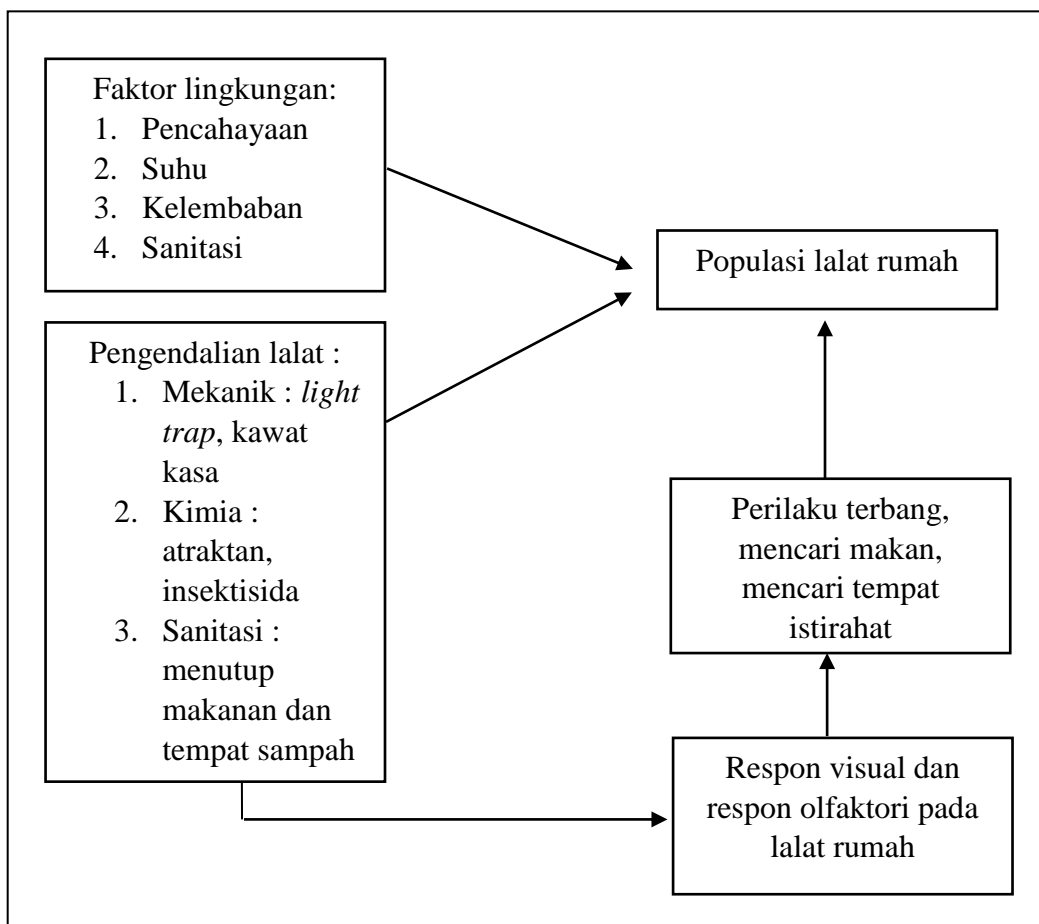 Faktor lingkungan:
1. Pencahayaan
2. Suhu
3. Kelembaban
4. Sanitasi
Populasi lalat rumah
Pengendalian lalat :
1. Mekanik : light
trap, kawat
kasa
2. Kimia :
atraktan,
insektisida
3. Sanitasi :
menutup
makanan dan
tempat sampah
Perilaku terbang,
mencari makan,
mencari tempat
istirahat
Respon visual dan
respon olfaktori pada
lalat rumah